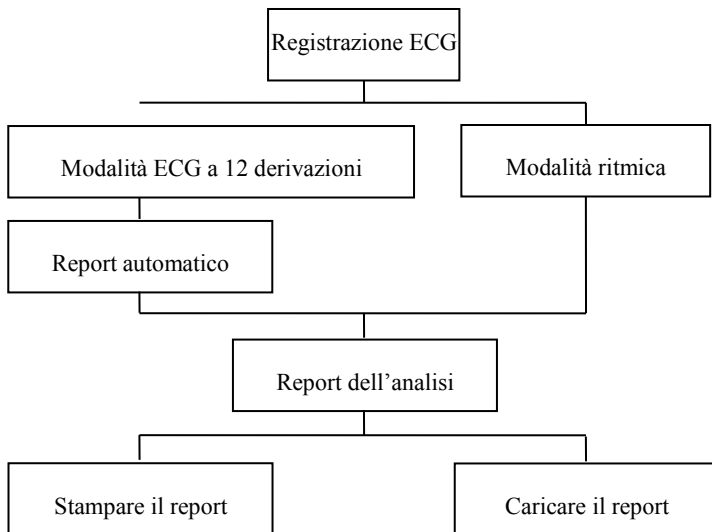 Registrazione ECG
Modalità ECG a 12 derivazioni
Modalità ritmica
Report automatico
Report dell’analisi
Stampare il report
Caricare il report